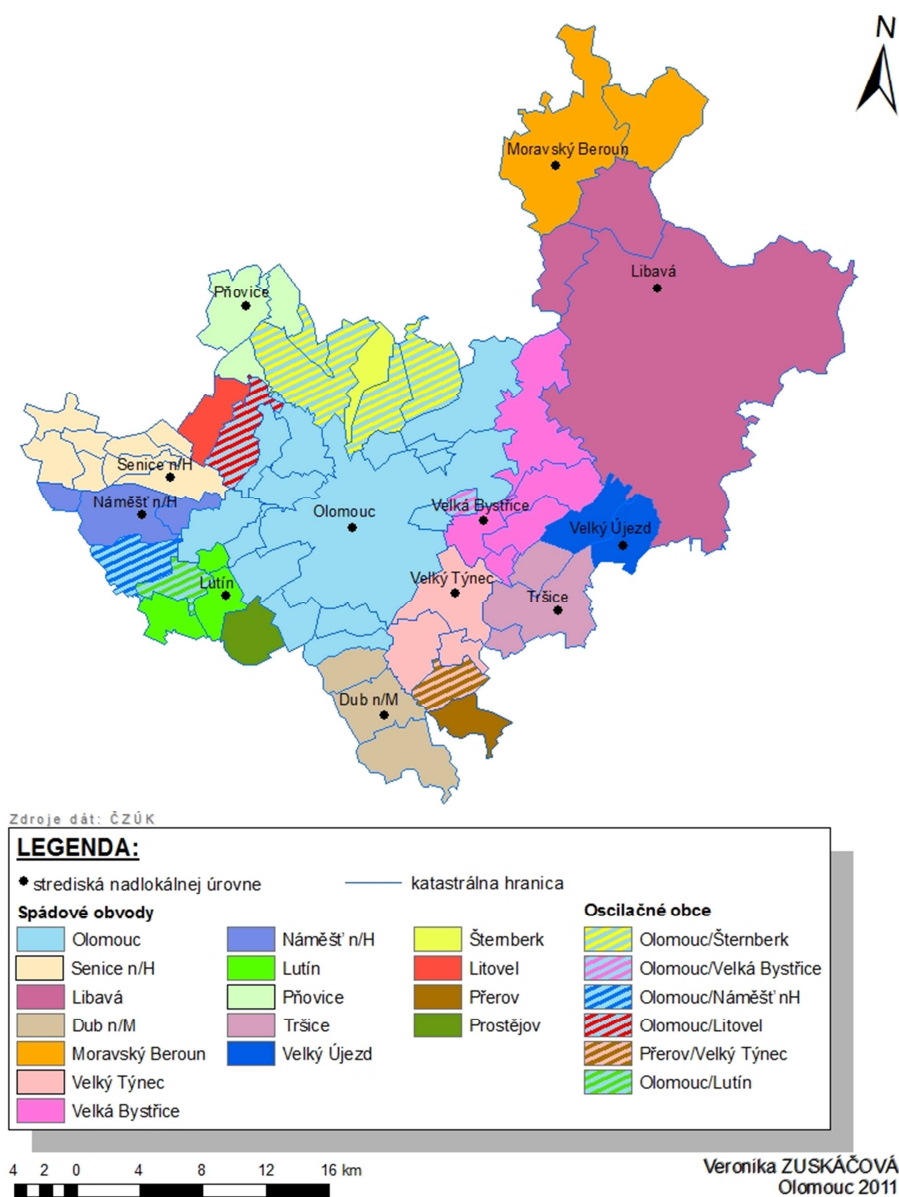 N
Moravský Beroun
Libavá
Pňovice
Senice n/H
Náměšť n/H
Olomouc
Velká Bystřice
Velký Újezd
Lutín
Velký Týnec
Tršice
Dub n/M
Zdroje dát: ČZÚK
LEGENDA:
strediská nadlokálnej úrovne
katastrálna hranica
Spádové obvody
Oscilačné obce
Olomouc
Náměšť n/H
Šternberk
Olomouc/Šternberk
Senice n/H
Lutín
Litovel
Olomouc/Velká Bystřice
Libavá
Pňovice
Přerov
Olomouc/Náměšť nH
Dub n/M
Tršice
Prostějov
Olomouc/Litovel
Moravský Beroun
Velký Újezd
Přerov/Velký Týnec
Velký Týnec
Olomouc/Lutín
Velká Bystřice
4 2 0 4 8 12 16 km
Veronika ZUSKÁČOVÁ
Olomouc 2011